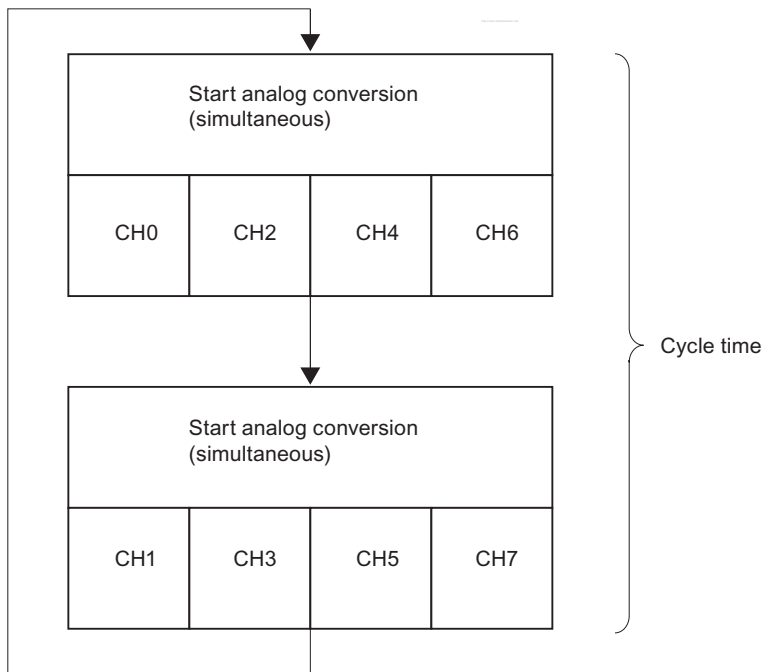 Start analog conversion
(simultaneous)
CH0 CH2 CH4 CH6
Cycle time
Start analog conversion
(simultaneous)
CH1 CH3 CH5 CH7